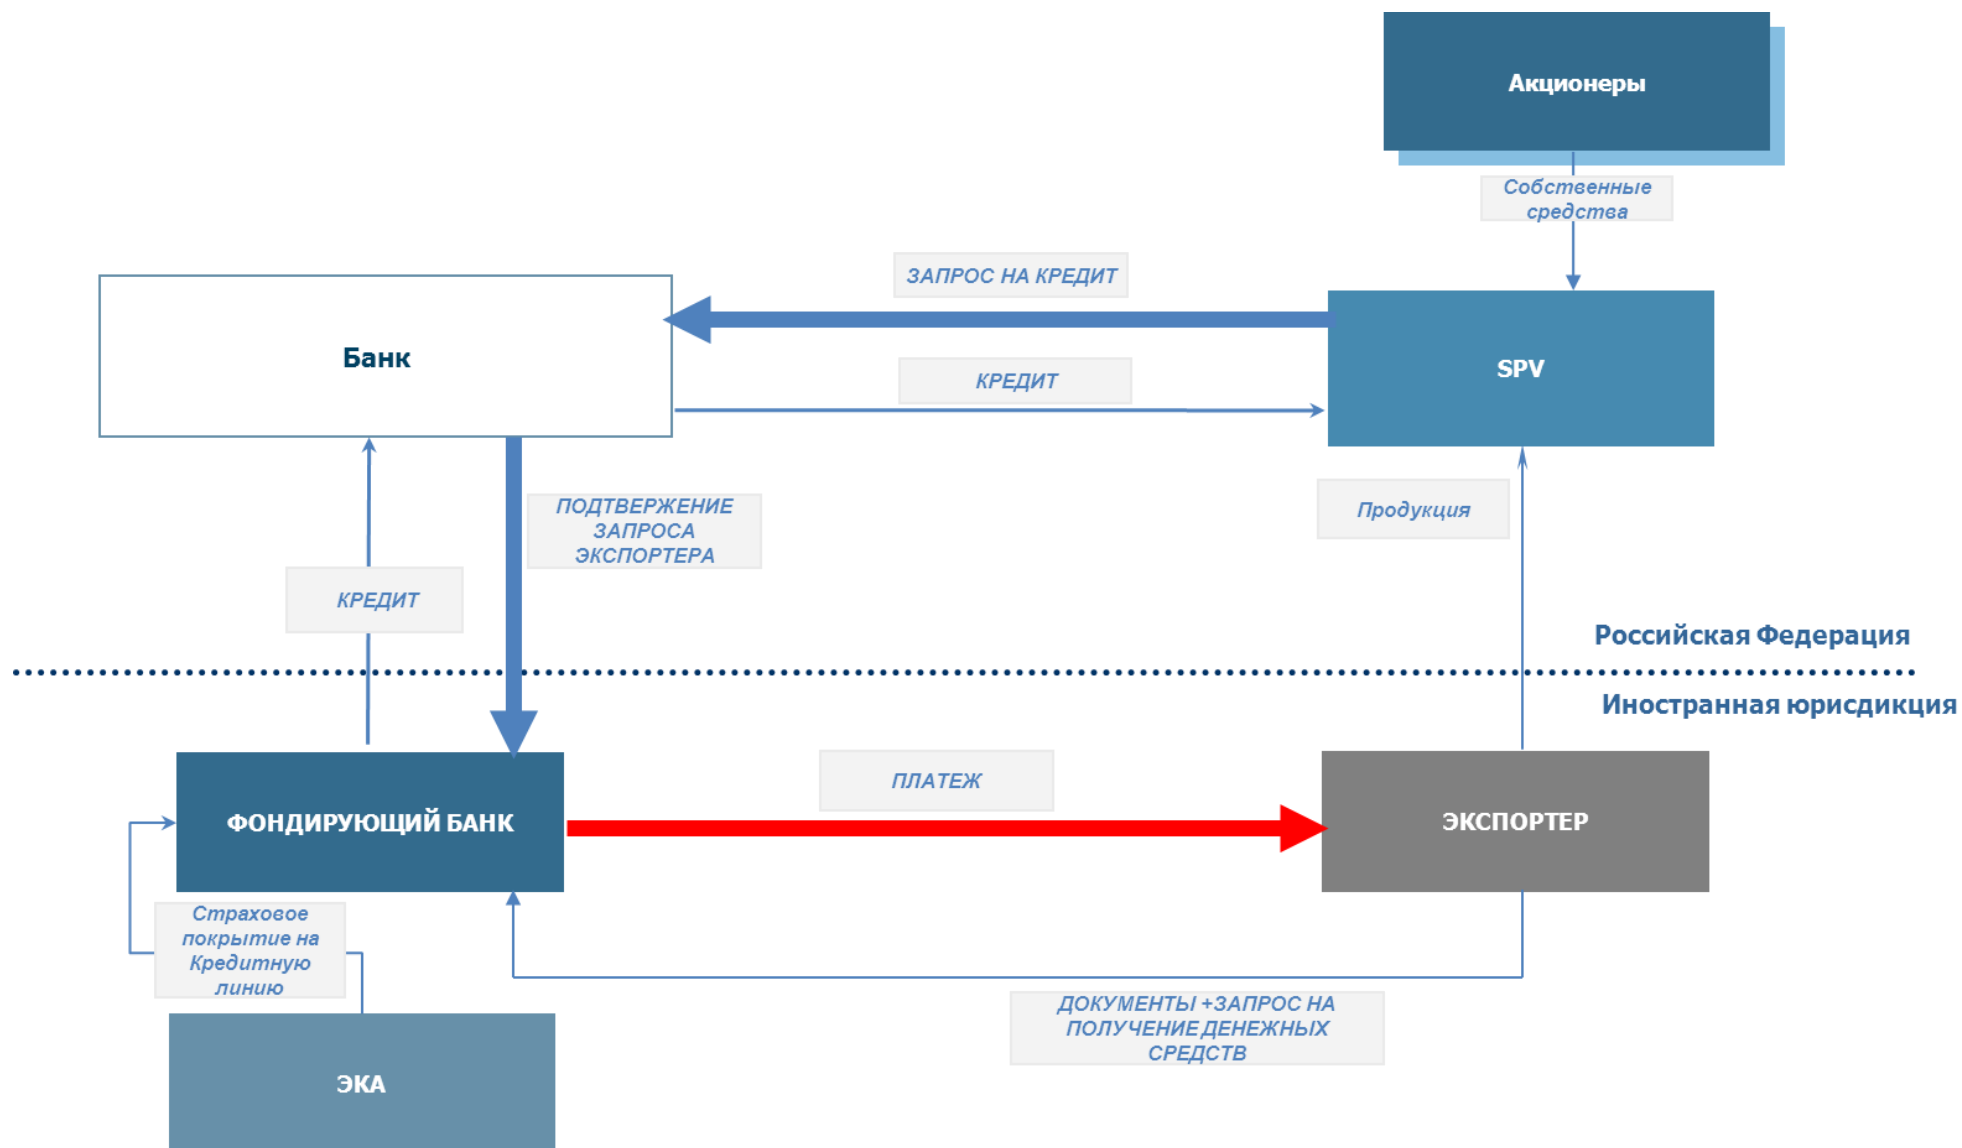 Акционеры
Собственные
средства
ЗАПРОС НА КРЕДИТ
Банк
SPV
КРЕДИТ
ПОДТВЕРЖЕНИЕ
ЗАПРОСА
ЭКСПОРТЕРА
Продукция
КРЕДИТ
Российская Федерация
Иностранная юрисдикция
ПЛАТЕЖ
ФОНДИРУЮЩИЙ БАНК
ЭКСПОРТЕР
Страховое
покрытие на
Кредитную
линию
ДОКУМЕНТЫ +ЗАПРОС НА
ПОЛУЧЕНИЕ ДЕНЕЖНЫХ
СРЕДСТВ
ЭКА